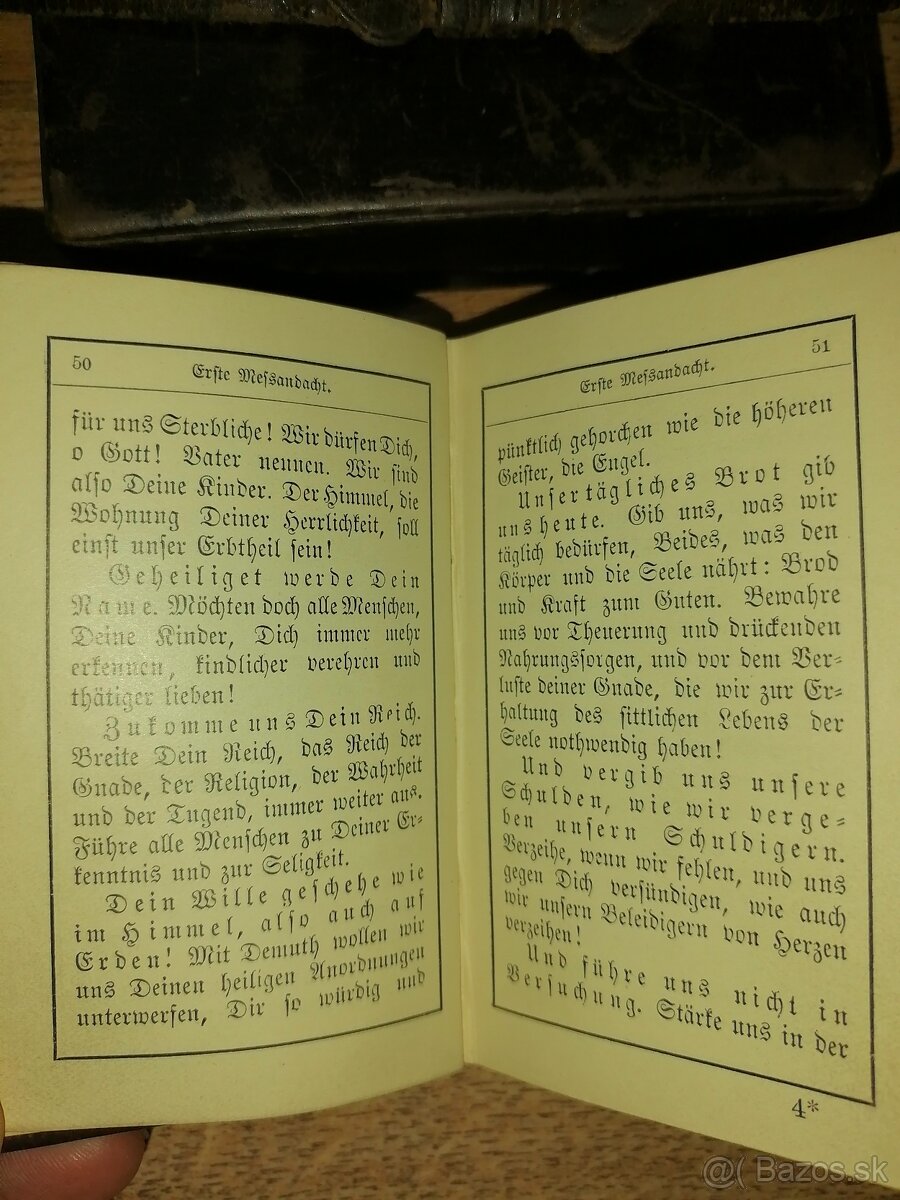 50
Erste Messandacht.
für uns Sterbliche! Wir dürfen Dich,
o Gott! Vater nennen. Wir sind
also Deine Kinder. Der Himmel, die
Wohnung Deiner Herrlichkeit, soll
einst unser Erbtheil sein!
Geheiliget werde Dein
Name. Möchten doch alle Menschen,
Deine Kinder, Dich immer mehr
erkennen, kindlicher verehren und
thätiger lieben!
Zukomme uns Dein Reich.
Breite Dein Reich, das Reich der
Gnade, der Religion, der Wahrheit
und der Tugend, immer weiter aus.
Führe alle Menschen zu Deiner Er-
kenntnis und zur Seligkeit.
Dein Wille geschehe wie
im Himmel, also auch auf
Erden! Mit Demuth wollen wir
uns Deinen heiligen Anordnungen
unterwerfen, Dir so würdig und
51
Erste Messandacht.
pünktlich gehorchen wie die höheren
Geister, die Engel.
Unser tägliches Brot gib
uns heute. Gib uns, was wir
täglich bedürfen, Beides, was den
Körper und die Seele nährt: Brod
und Kraft zum Guten. Bewahre
uns vor Theuerung und drückenden
Nahrungssorgen, und vor dem Ver-
luste deiner Gnade, die wir zur Er-
haltung des sittlichen Lebens der
Seele nothwendig haben!
Und vergib uns unsere
Schulden, wie wir verge-
ben unsern Schuldigern.
Verzeihe, wenn wir fehlen, und uns
gegen Dich versündigen, wie auch
wir unsern Beleidigern von Herzen
verzeihen!
Und führe uns nicht in
Versuchung. Stärke uns in der
4*
@( Bazos.sk